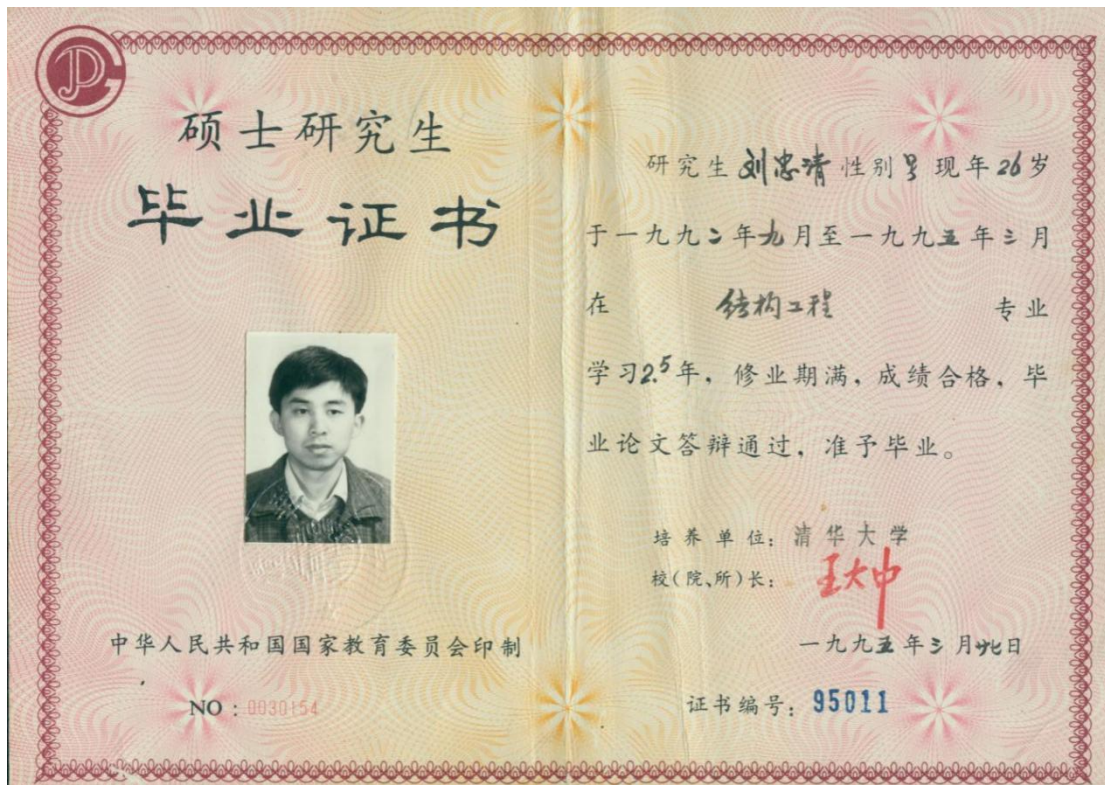 硕士研究生
毕业证书
中华人民共和国国家教育委员会印制
NO：0030154
研究生刘忠清性别男现年26岁
于一九九二年九月至一九九五年三月
在 结构工程 专业
学习2.5年，修业期满，成绩合格，毕
业论文答辩通过，准予毕业。
培养单位：清华大学
校(院、所)长：王大中
一九九五年三月廿七日
证书编号：95011